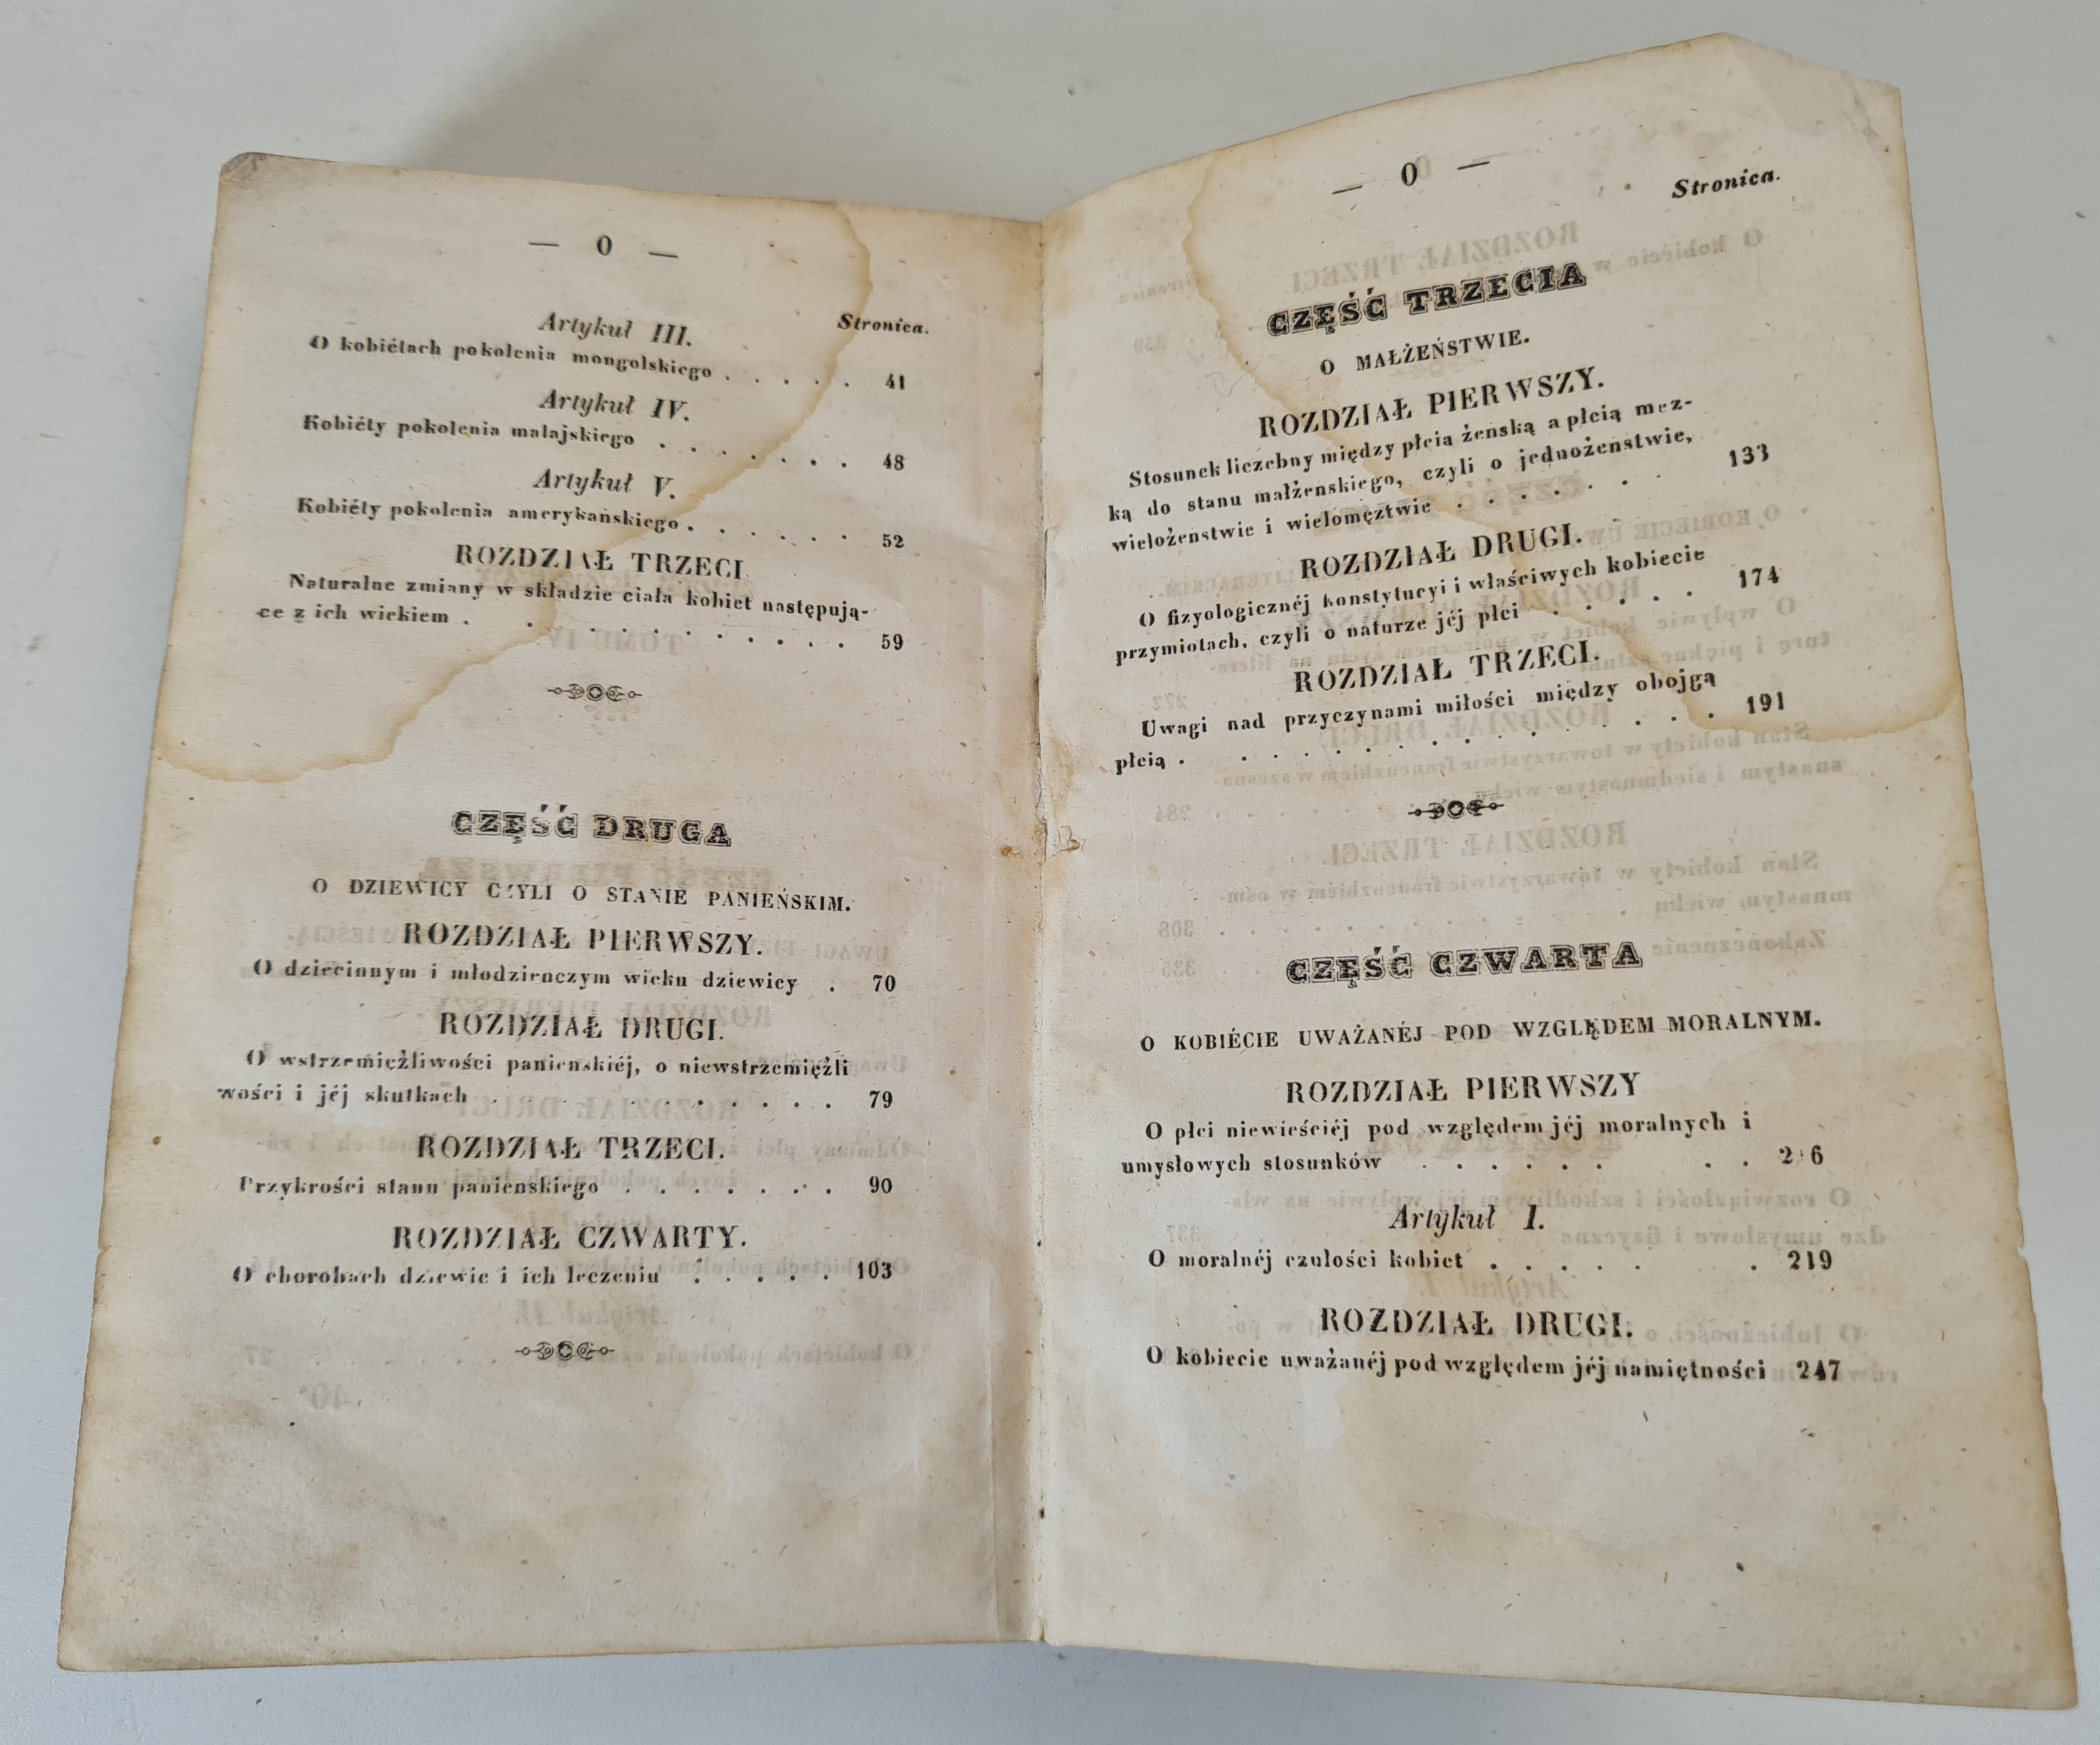 — 0 —
Stronica.
Artykuł III.
O kobiétach pokolenia mongolskiego . . . . . 41
Artykuł IV.
Kobiéty pokolenia malajskiego . . . . . . . 48
Artykuł V.
Kobiéty pokolenia amerykańskiego . . . . . . 52
ROZDZIAŁ TRZECI
Naturalne zmiany w składzie ciała kobiet następują-
ce z ich wiekiem . . . . . . . . . . . 59
CZĘŚĆ DRUGA
O DZIEWICY CZYLI O STANIE PANIEŃSKIM.
ROZDZIAŁ PIERWSZY.
O dziecinnym i młodzienczym wieku dziewicy . 70
ROZDZIAŁ DRUGI.
O wstrzemięźliwości panienskiéj, o niewstrzemięźli
wości i jéj skutkach . . . . . . . . . 79
ROZDZIAŁ TRZECI.
Przykrości stanu panienskiego . . . . . . . 90
ROZDZIAŁ CZWARTY.
O chorobach dziewic i ich leczeniu . . . . . 103
— 0 —
Stronica.
CZĘŚĆ TRZECIA
O MAŁŻEŃSTWIE.
ROZDZIAŁ PIERWSZY.
Stosunek liczebny między płcią żenską a płcią mez-
ką do stanu małżenskiego, czyli o jednożenstwie,
wielożenstwie i wielomęztwie . . . . . . . 133
ROZDZIAŁ DRUGI.
O fizyologicznéj konstytucyi i właściwych kobiecie
przymiotach, czyli o naturze jéj płci . . . . . 174
ROZDZIAŁ TRZECI.
Uwagi nad przyczynami miłości między obojgą
płcią . . . . . . . . . . . . . . 191
CZĘŚĆ CZWARTA
O KOBIÉCIE UWAŻANÉJ POD WZGLĘDEM MORALNYM.
ROZDZIAŁ PIERWSZY
O płci niewieściéj pod względem jéj moralnych i
umysłowych stosunków . . . . . . . .
Artykuł I.
O moralnéj czułości kobiet . . . . . . 219
ROZDZIAŁ DRUGI.
O kobiecie uważanéj pod względem jéj namiętności 247